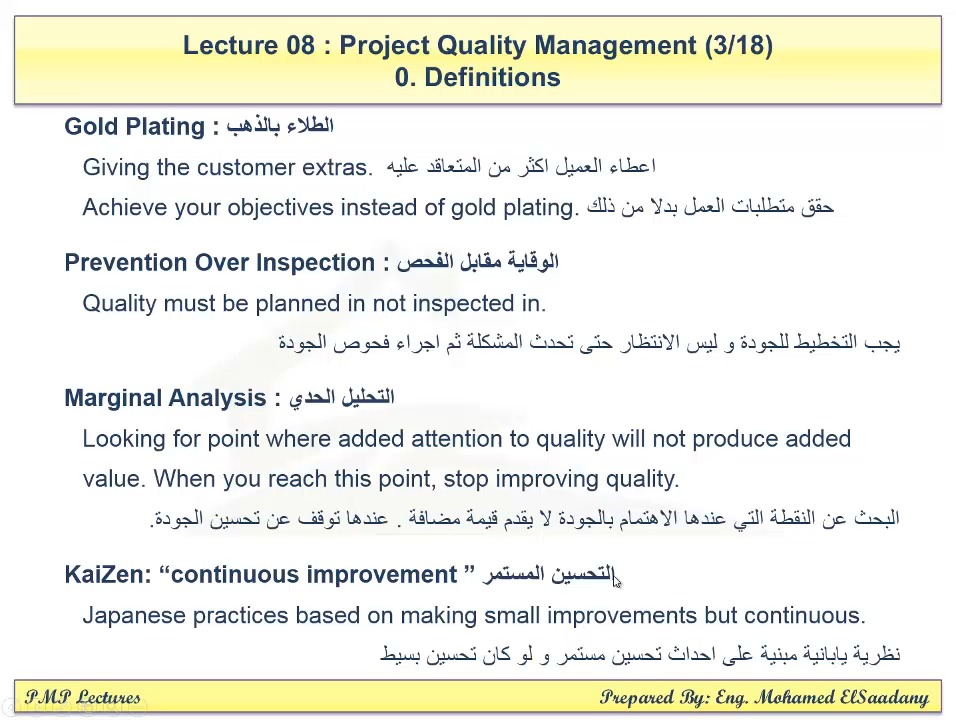 Lecture 08 : Project Quality Management (3/18)
0. Definitions
Gold Plating : الطلاء بالذهب
Giving the customer extras. اعطاء العميل اكثر من المتعاقد عليه
Achieve your objectives instead of gold plating. حقق متطلبات العمل بدلا من ذلك
Prevention Over Inspection : الوقاية مقابل الفحص
Quality must be planned in not inspected in.
يجب التخطيط للجودة و ليس الانتظار حتى تحدث المشكلة ثم اجراء فحوص الجودة
Marginal Analysis : التحليل الحدي
Looking for point where added attention to quality will not produce added
value. When you reach this point, stop improving quality.
البحث عن النقطة التي عندها الاهتمام بالجودة لا يقدم قيمة مضافة . عندها توقف عن تحسين الجودة.
KaiZen: “continuous improvement ” التحسين المستمر
Japanese practices based on making small improvements but continuous.
نظرية يابانية مبنية على احداث تحسين مستمر و لو كان تحسين بسيط
PMP Lectures
Prepared By: Eng. Mohamed ElSaadany